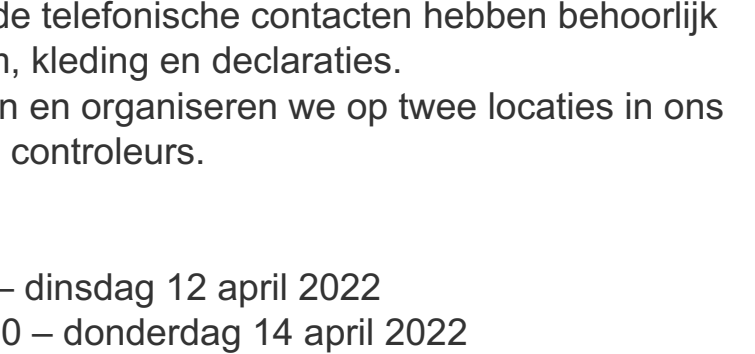 de telefonische contacten hebben behoorlijk
n, kleding en declaraties.
n en organiseren we op twee locaties in ons
controleurs.
– dinsdag 12 april 2022
0 – donderdag 14 april 2022